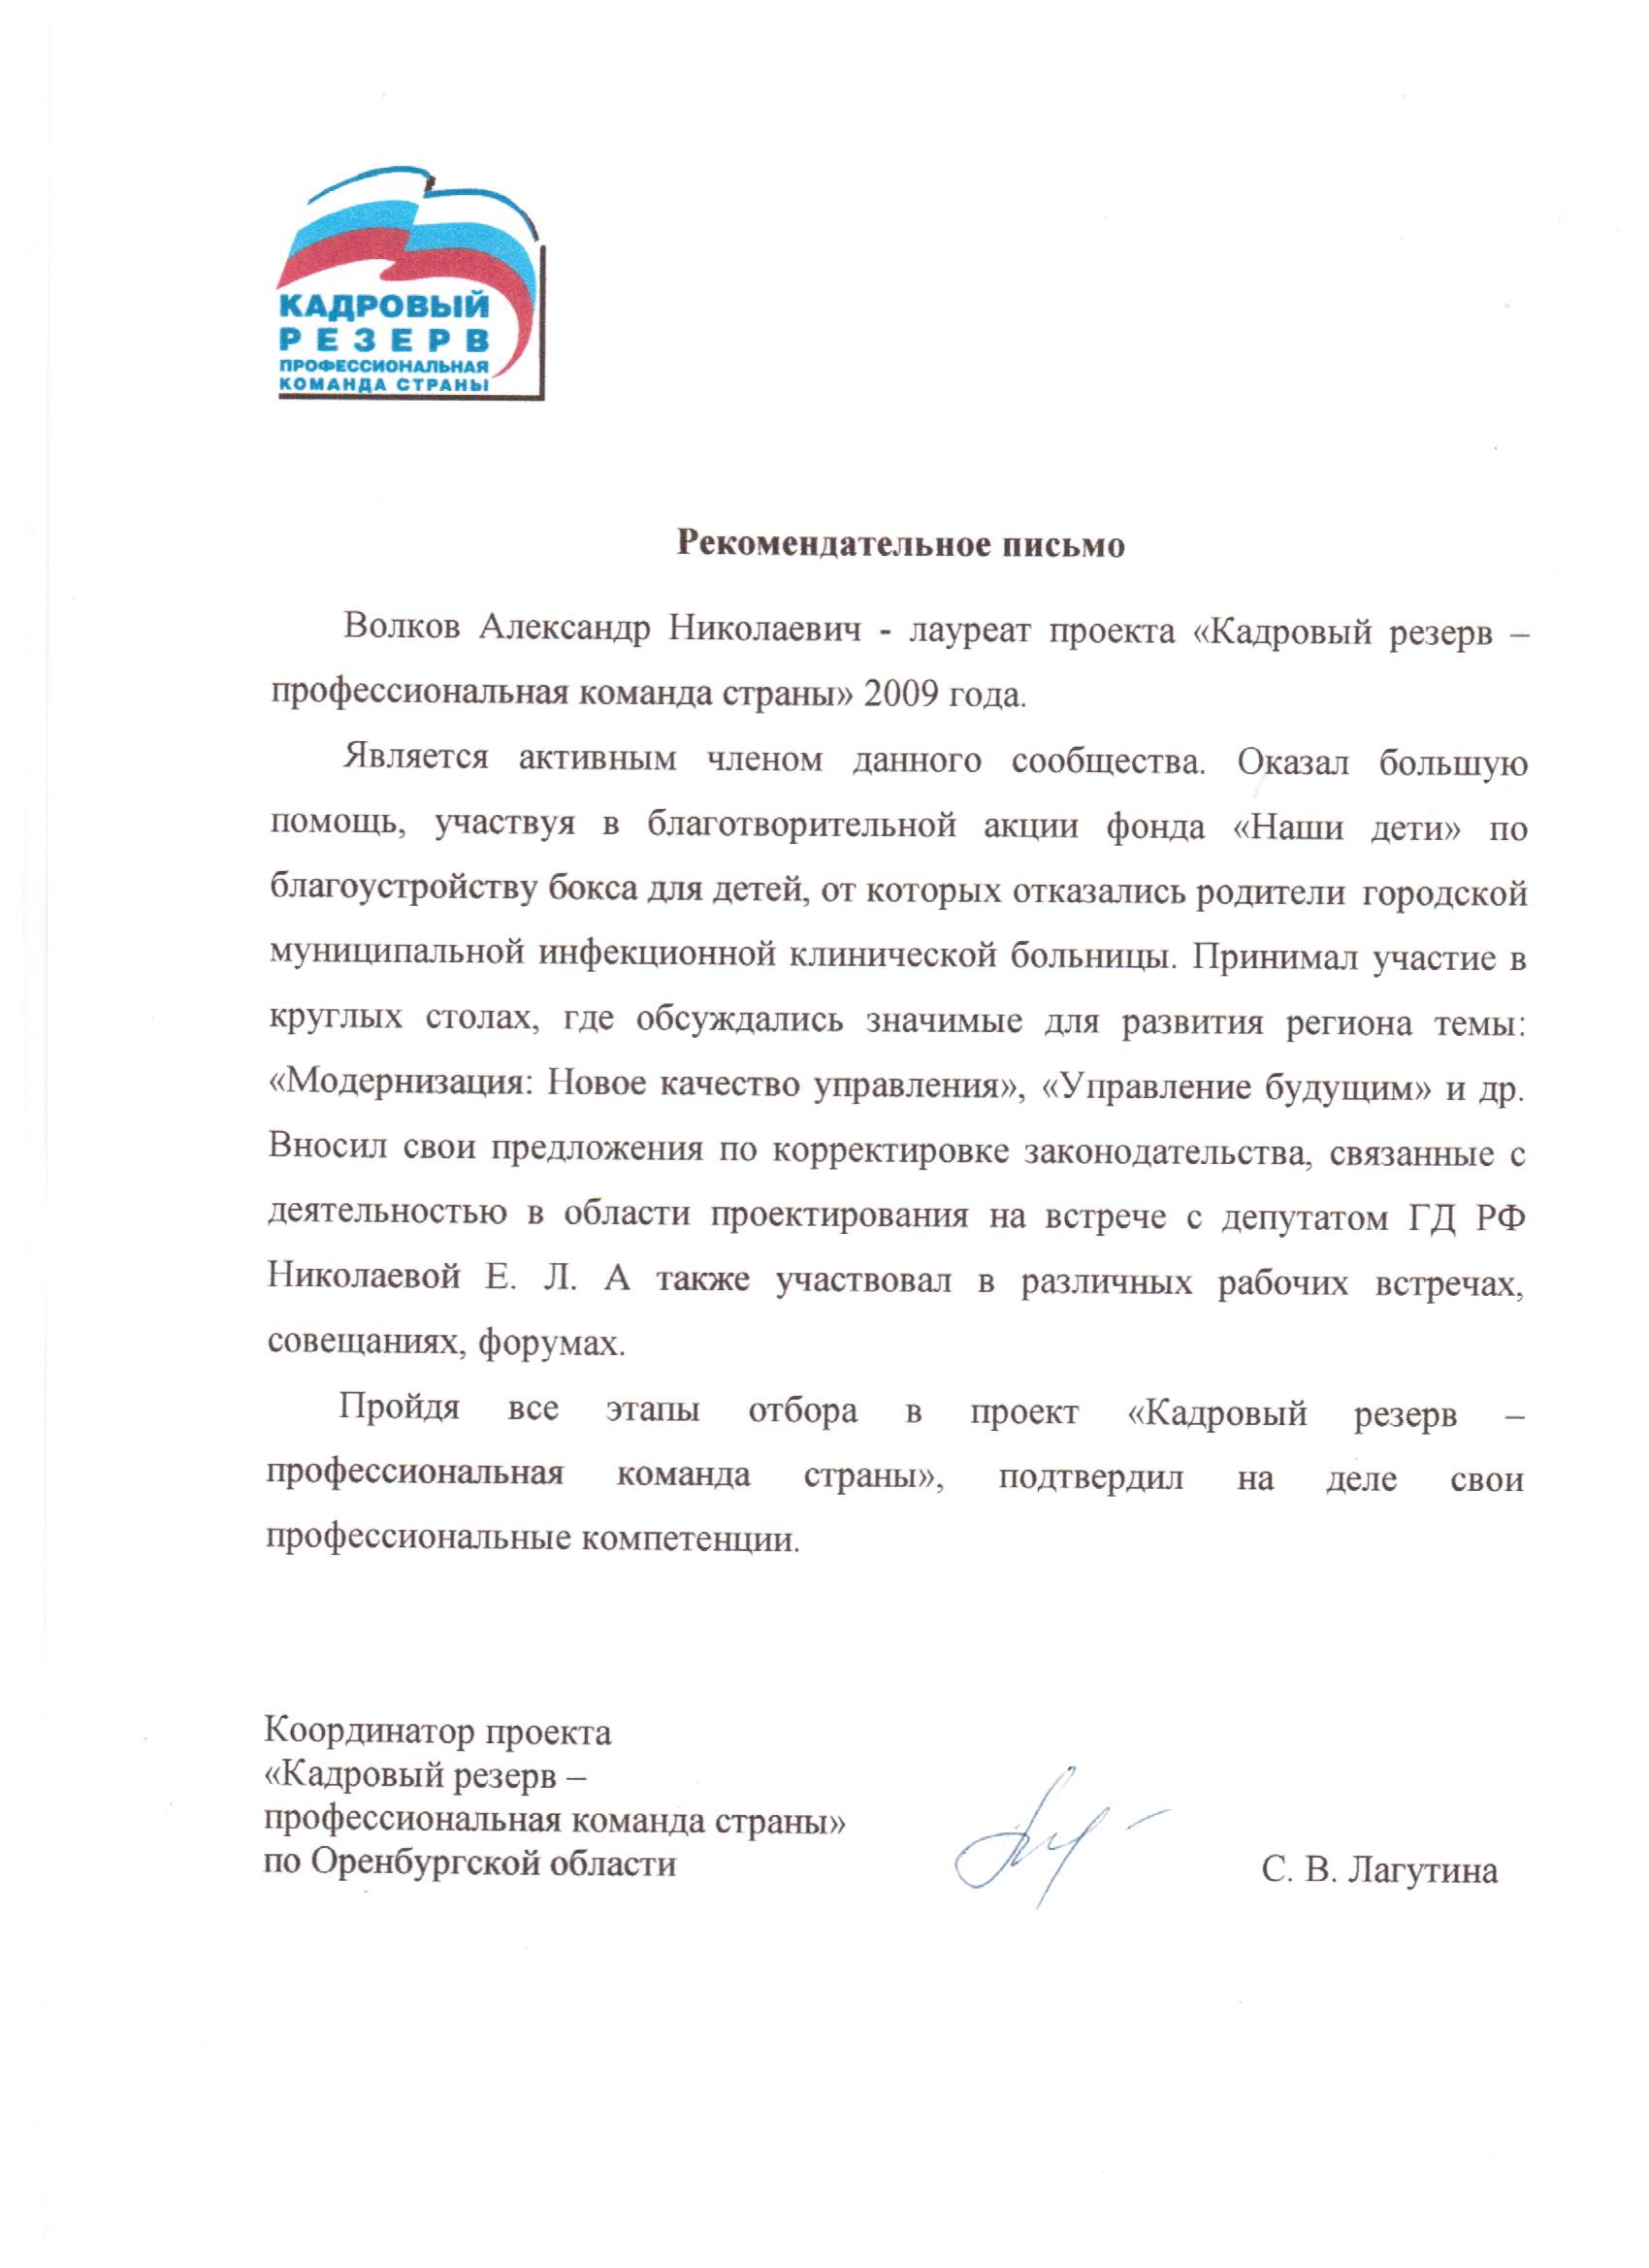 КАДРОВЫЙ
РЕЗЕРВ
ПРОФЕССИОНАЛЬНАЯ
КОМАНДА СТРАНЫ
Рекомендательное письмо
Волков Александр Николаевич - лауреат проекта «Кадровый резерв –
профессиональная команда страны» 2009 года.
Является активным членом данного сообщества. Оказал большую
помощь, участвуя в благотворительной акции фонда «Наши дети» по
благоустройству бокса для детей, от которых отказались родители городской
муниципальной инфекционной клинической больницы. Принимал участие в
круглых столах, где обсуждались значимые для развития региона темы:
«Модернизация: Новое качество управления», «Управление будущим» и др.
Вносил свои предложения по корректировке законодательства, связанные с
деятельностью в области проектирования на встрече с депутатом ГД РФ
Николаевой Е. Л. А также участвовал в различных рабочих встречах,
совещаниях, форумах.
Пройдя все этапы отбора в проект «Кадровый резерв –
профессиональная команда страны», подтвердил на деле свои
профессиональные компетенции.
Координатор проекта
«Кадровый резерв –
профессиональная команда страны»
по Оренбургской области
С. В. Лагутина